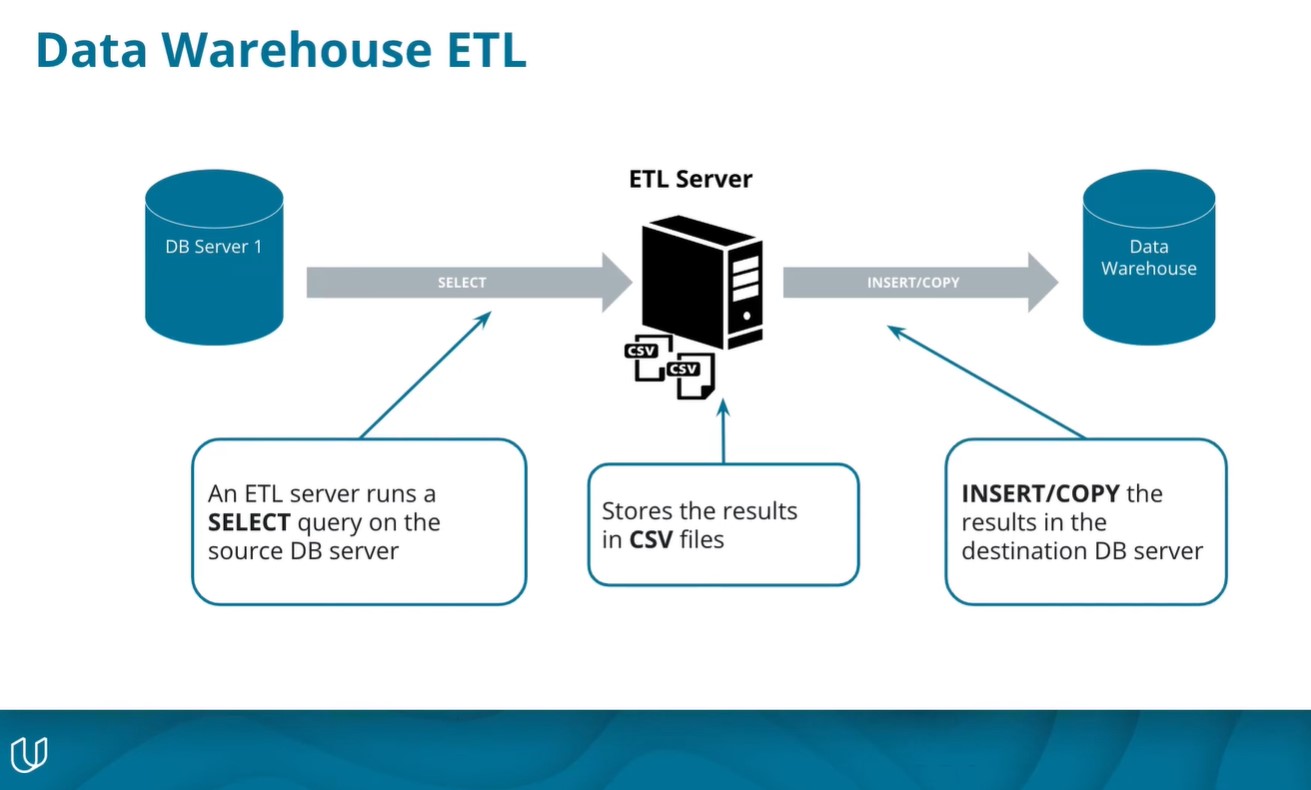 Data Warehouse ETL
ETL Server
DB Server 1
SELECT
INSERT/COPY
Data
Warehouse
CSV
CSV
An ETL server runs a
SELECT query on the
source DB server
Stores the results
in CSV files
INSERT/COPY the
results in the
destination DB server